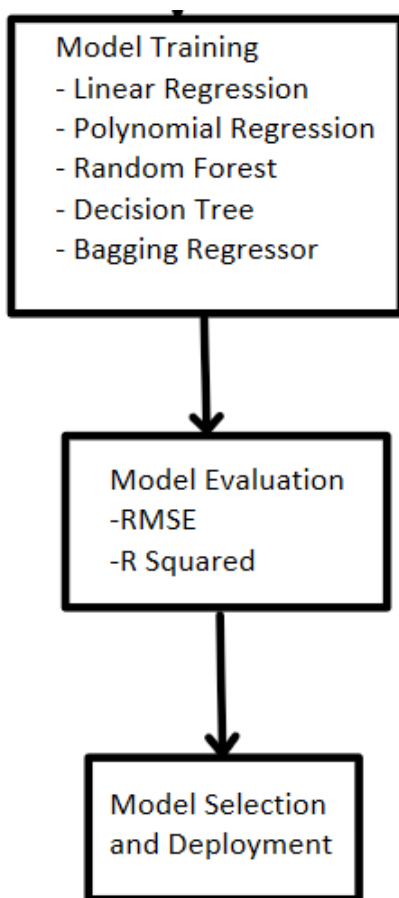 Model Training
- Linear Regression
- Polynomial Regression
- Random Forest
- Decision Tree
- Bagging Regressor
Model Evaluation
-RMSE
-R Squared
Model Selection
and Deployment